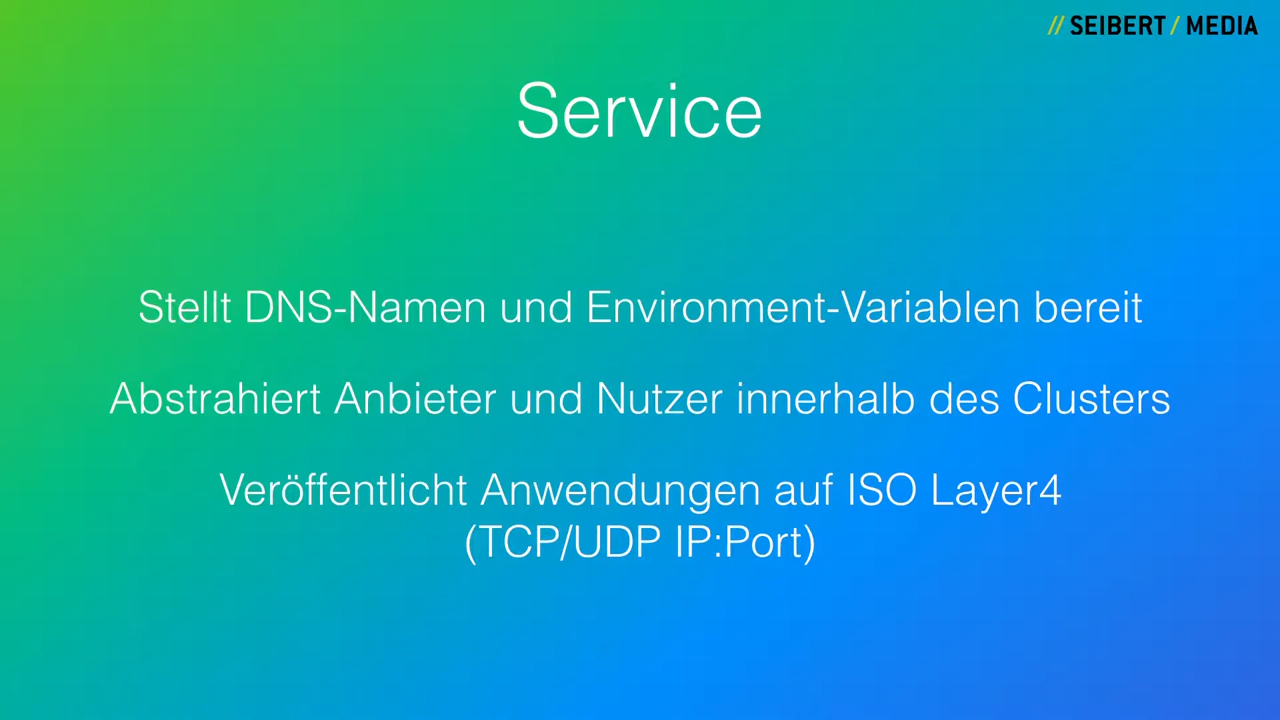 // SEIBERT / MEDIA
Service
Stellt DNS-Namen und Environment-Variablen bereit
Abstrahiert Anbieter und Nutzer innerhalb des Clusters
Veröffentlicht Anwendungen auf ISO Layer4
(TCP/UDP IP:Port)